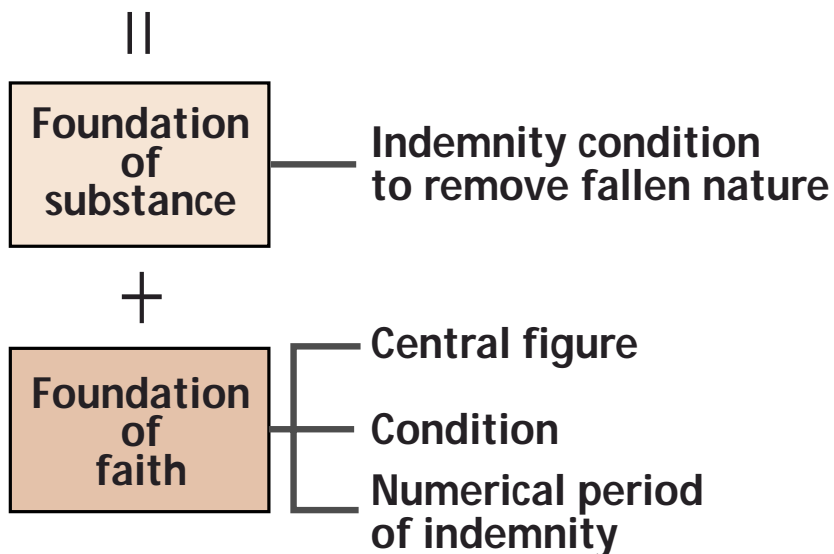 Foundation
of
substance
Indemnity condition
to remove fallen nature
+
Foundation
of
faith
Central figure
Condition
Numerical period
of indemnity